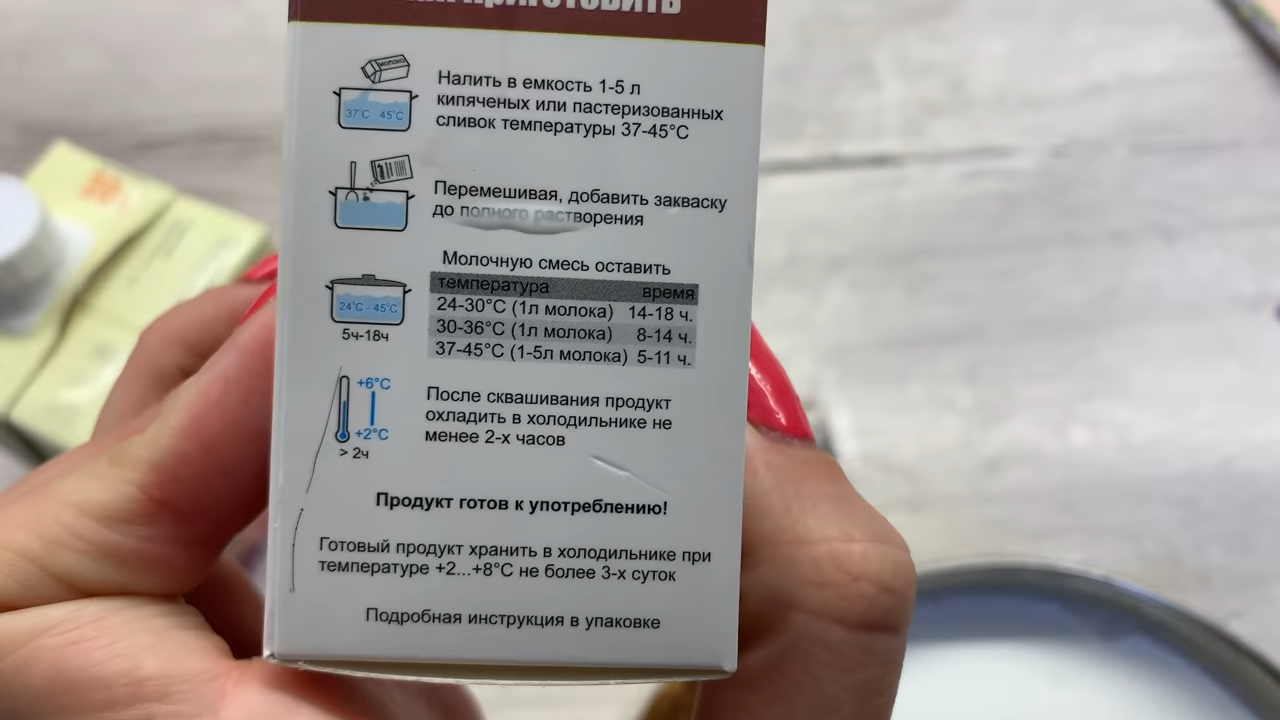 ПРИГОТОВИТЬ
МОЛОКО
37°C 45°C
Налить в емкость 1-5 л
кипяченых или пастеризованных
сливок температуры 37-45°C
Перемешивая, добавить закваску
до полного растворения
Молочную смесь оставить
температура время
24-30°C (1л молока) 14-18 ч.
30-36°C (1л молока) 8-14 ч.
37-45°C (1-5л молока) 5-11 ч.
24°C - 45°C
5ч-18ч
+6°C
+2°C
> 2ч
После сквашивания продукт
охладить в холодильнике не
менее 2-х часов
Продукт готов к употреблению!
Готовый продукт хранить в холодильнике при
температуре +2...+8°C не более 3-х суток
Подробная инструкция в упаковке